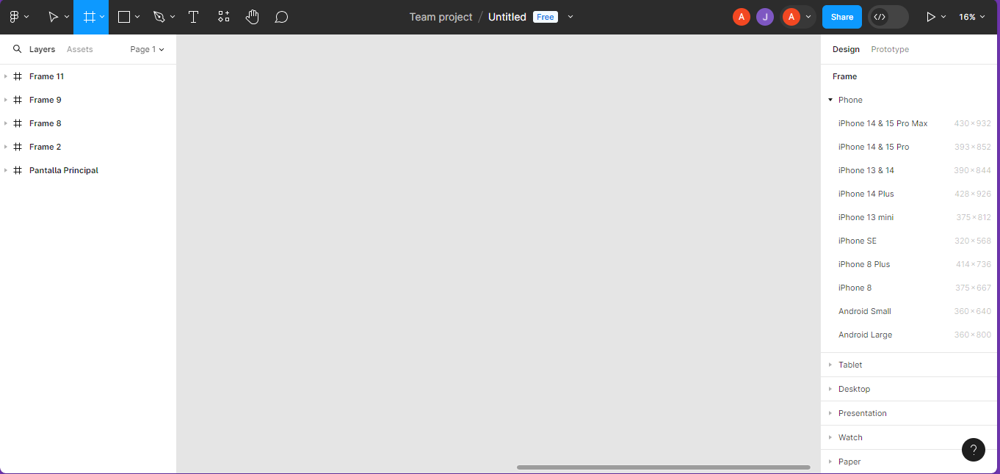 Team project / Untitled Free
A J A Share 16%
Layers Assets Page 1
Frame 11
Frame 9
Frame 8
Frame 2
Pantalla Principal
Design Prototype
Frame
Phone
iPhone 14 & 15 Pro Max 430×932
iPhone 14 & 15 Pro 393×852
iPhone 13 & 14 390×844
iPhone 14 Plus 428×926
iPhone 13 mini 375×812
iPhone SE 320×568
iPhone 8 Plus 414×736
iPhone 8 375×667
Android Small 360×640
Android Large 360×800
Tablet
Desktop
Presentation
Watch
Paper
?